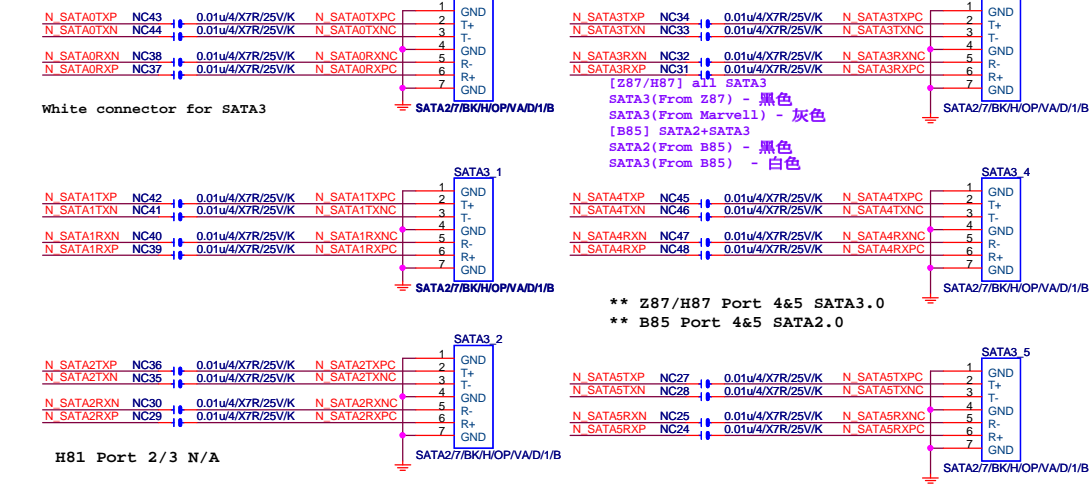 1 GND
N_SATA0TXP NC43 0.01u/4/X7R/25V/K N_SATA0TXPC 2 T+
N_SATA0TXN NC44 0.01u/4/X7R/25V/K N_SATA0TXNC 3 T-
4 GND
N_SATA0RXN NC38 0.01u/4/X7R/25V/K N_SATA0RXNC 5 R-
N_SATA0RXP NC37 0.01u/4/X7R/25V/K N_SATA0RXPC 6 R+
7 GND
White connector for SATA3
SATA2/7/BK/H/OP/VA/D/1/B
1 GND
N_SATA3TXP NC34 0.01u/4/X7R/25V/K N_SATA3TXPC 2 T+
N_SATA3TXN NC33 0.01u/4/X7R/25V/K N_SATA3TXNC 3 T-
4 GND
N_SATA3RXN NC32 0.01u/4/X7R/25V/K N_SATA3RXNC 5 R-
N_SATA3RXP NC31 0.01u/4/X7R/25V/K N_SATA3RXPC 6 R+
7 GND
SATA2/7/BK/H/OP/VA/D/1/B
[Z87/H87] all SATA3
SATA3(From Z87) - 黑色
SATA3(From Marvell) - 灰色
[B85] SATA2+SATA3
SATA2(From B85) - 黑色
SATA3(From B85) - 白色
SATA3_1
1 GND
N_SATA1TXP NC42 0.01u/4/X7R/25V/K N_SATA1TXPC 2 T+
N_SATA1TXN NC41 0.01u/4/X7R/25V/K N_SATA1TXNC 3 T-
4 GND
N_SATA1RXN NC40 0.01u/4/X7R/25V/K N_SATA1RXNC 5 R-
N_SATA1RXP NC39 0.01u/4/X7R/25V/K N_SATA1RXPC 6 R+
7 GND
SATA2/7/BK/H/OP/VA/D/1/B
SATA3_4
1 GND
N_SATA4TXP NC45 0.01u/4/X7R/25V/K N_SATA4TXPC 2 T+
N_SATA4TXN NC46 0.01u/4/X7R/25V/K N_SATA4TXNC 3 T-
4 GND
N_SATA4RXN NC47 0.01u/4/X7R/25V/K N_SATA4RXNC 5 R-
N_SATA4RXP NC48 0.01u/4/X7R/25V/K N_SATA4RXPC 6 R+
7 GND
SATA2/7/BK/H/OP/VA/D/1/B
** Z87/H87 Port 4&5 SATA3.0
** B85 Port 4&5 SATA2.0
SATA3_2
1 GND
N_SATA2TXP NC36 0.01u/4/X7R/25V/K N_SATA2TXPC 2 T+
N_SATA2TXN NC35 0.01u/4/X7R/25V/K N_SATA2TXNC 3 T-
4 GND
N_SATA2RXN NC30 0.01u/4/X7R/25V/K N_SATA2RXNC 5 R-
N_SATA2RXP NC29 0.01u/4/X7R/25V/K N_SATA2RXPC 6 R+
7 GND
H81 Port 2/3 N/A
SATA2/7/BK/H/OP/VA/D/1/B
SATA3_5
1 GND
N_SATA5TXP NC27 0.01u/4/X7R/25V/K N_SATA5TXPC 2 T+
N_SATA5TXN NC28 0.01u/4/X7R/25V/K N_SATA5TXNC 3 T-
4 GND
N_SATA5RXN NC25 0.01u/4/X7R/25V/K N_SATA5RXNC 5 R-
N_SATA5RXP NC24 0.01u/4/X7R/25V/K N_SATA5RXPC 6 R+
7 GND
SATA2/7/BK/H/OP/VA/D/1/B